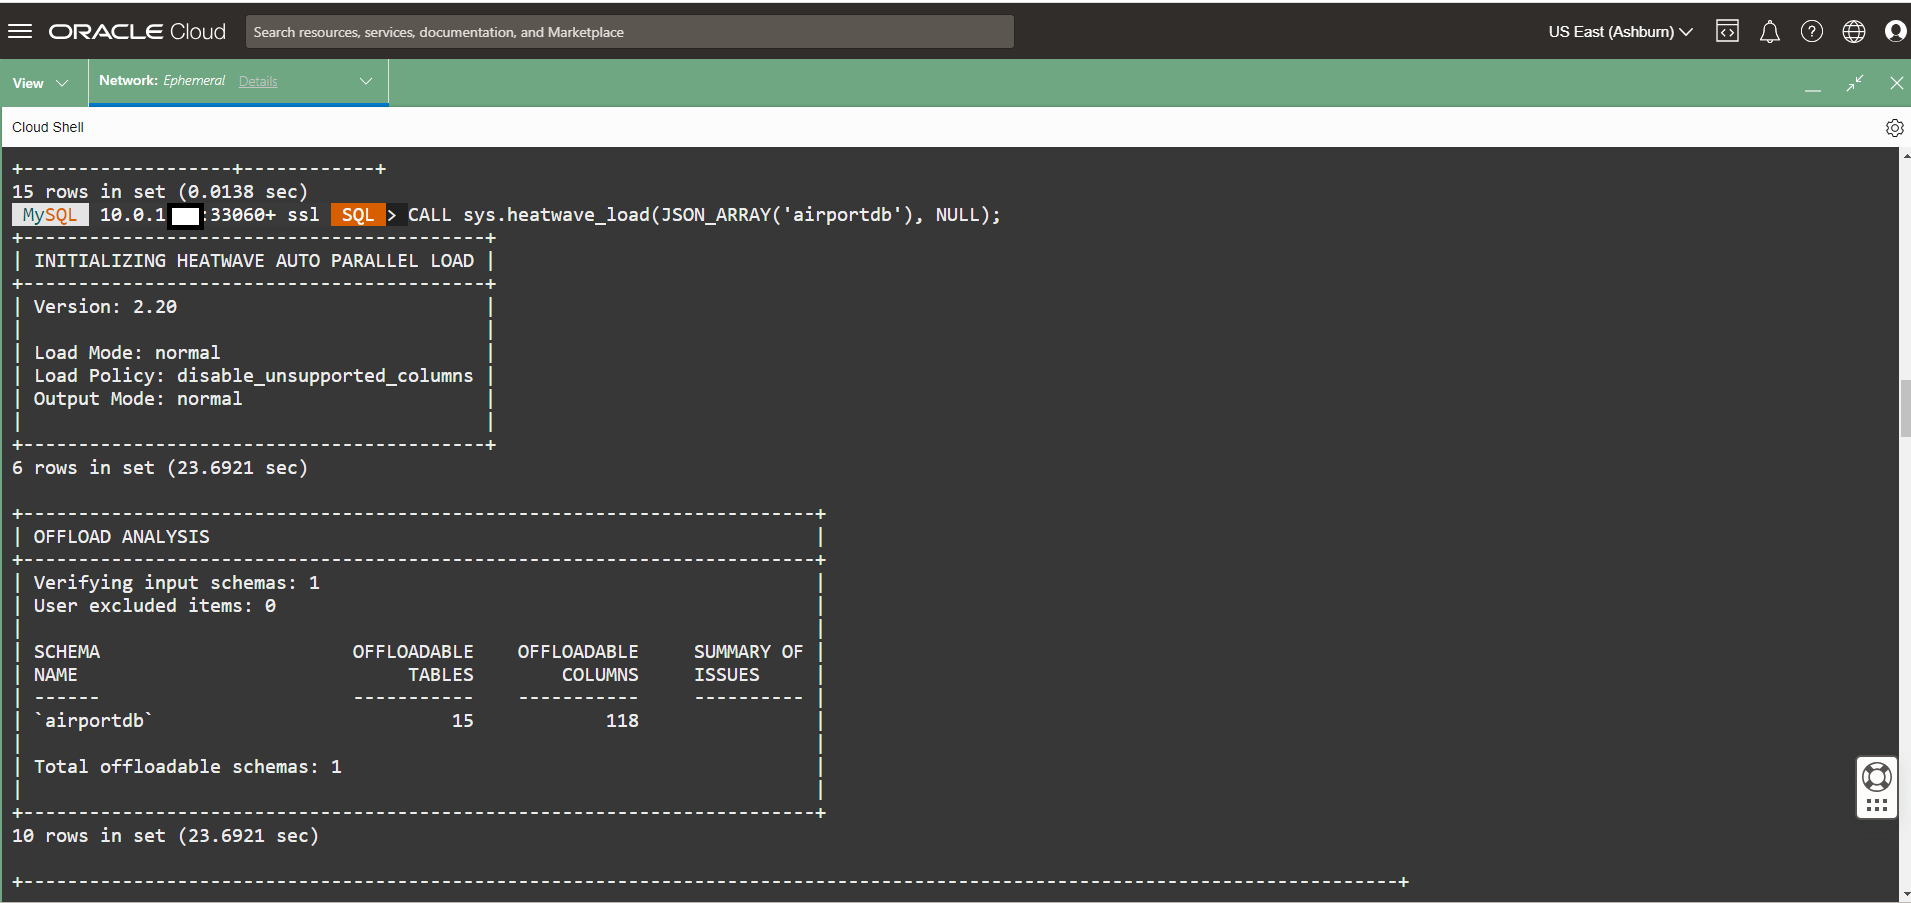 ORACLE Cloud
Search resources, services, documentation, and Marketplace
US East (Ashburn)
View
Network: Ephemeral Details
Cloud Shell
+-------------------+------------+
15 rows in set (0.0138 sec)
MySQL 10.0.1 :33060+ ssl SQL > CALL sys.heatwave_load(JSON_ARRAY('airportdb'), NULL);
+------------------------------------------+
| INITIALIZING HEATWAVE AUTO PARALLEL LOAD |
+------------------------------------------+
| Version: 2.20                            |
|                                          |
| Load Mode: normal                        |
| Load Policy: disable_unsupported_columns |
| Output Mode: normal                      |
|                                          |
+------------------------------------------+
6 rows in set (23.6921 sec)
+------------------------------------------------------------------------+
| OFFLOAD ANALYSIS                                                       |
+------------------------------------------------------------------------+
| Verifying input schemas: 1                                             |
| User excluded items: 0                                                 |
|                                                                        |
| SCHEMA                       OFFLOADABLE    OFFLOADABLE     SUMMARY OF |
| NAME                              TABLES        COLUMNS     ISSUES     |
| ------                       -----------    -----------     ---------- |
| `airportdb`                           15            118                |
|                                                                        |
| Total offloadable schemas: 1                                           |
|                                                                        |
+------------------------------------------------------------------------+
10 rows in set (23.6921 sec)
+-----------------------------------------------------------------------------------------------------------------------------+